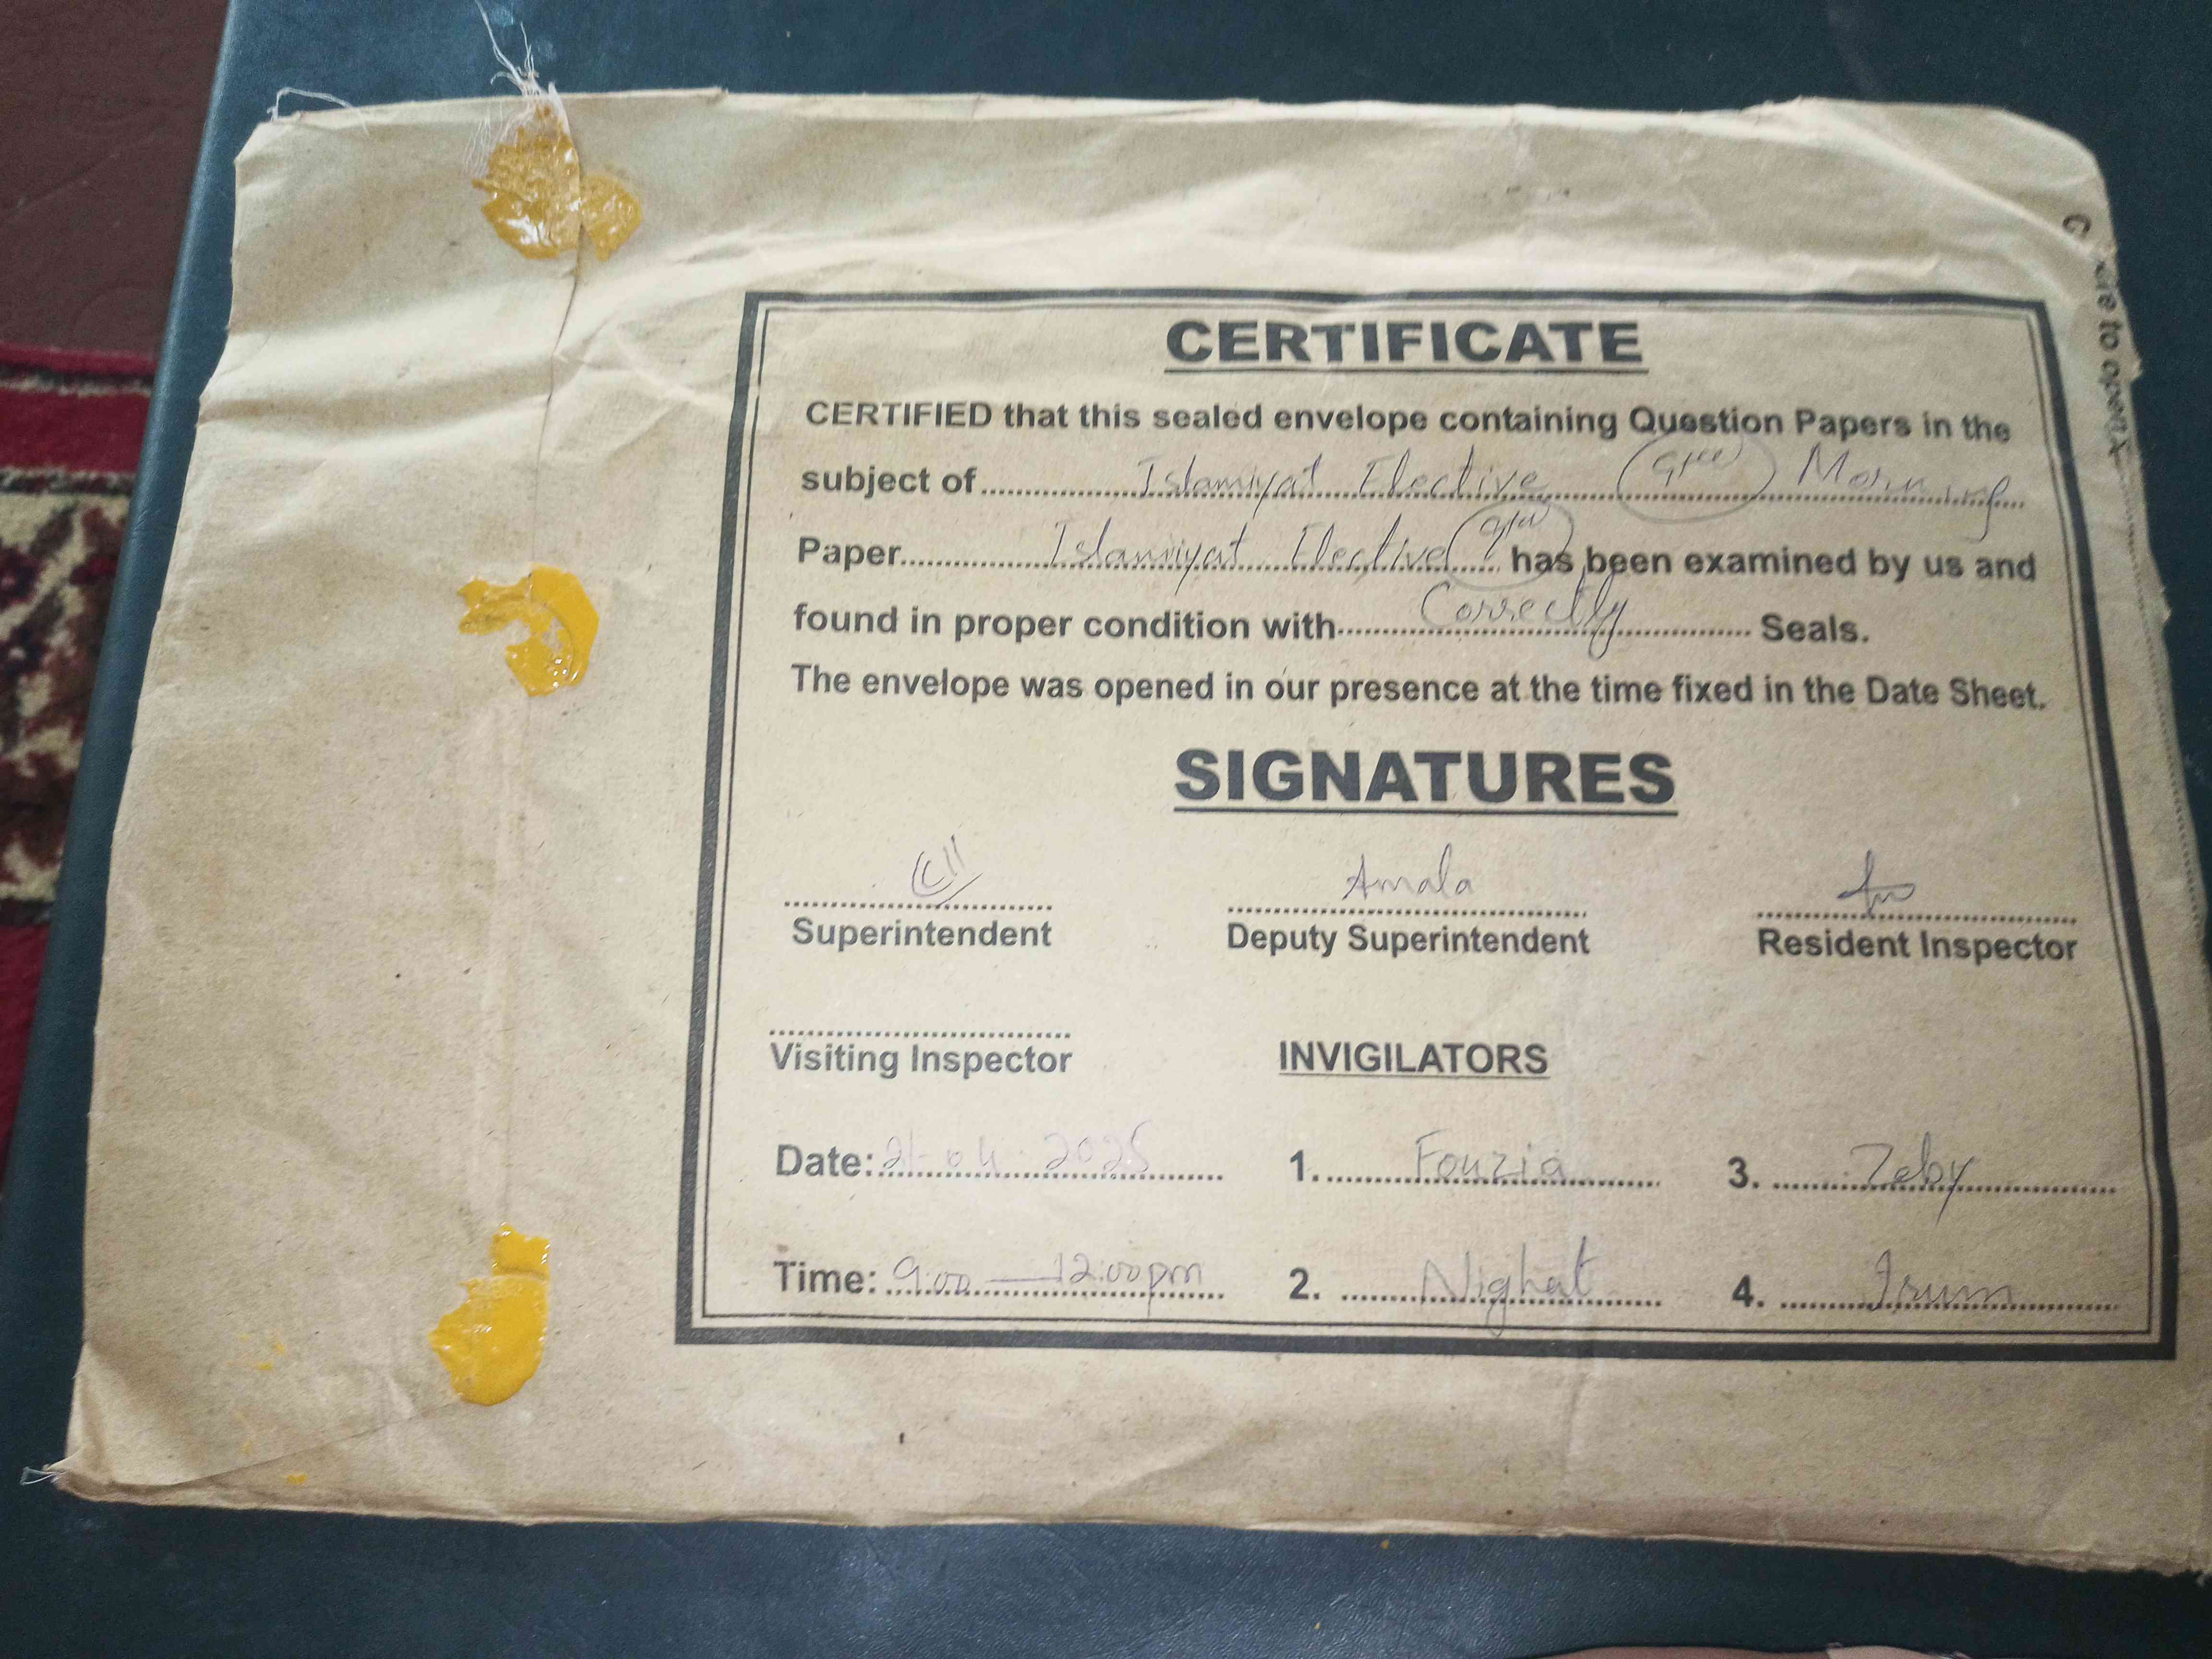 CERTIFICATE
CERTIFIED that this sealed envelope containing Question Papers in the
subject of Islamiyat Elective Morning
Paper Islamiyat Elective has been examined by us and
found in proper condition with Correctly Seals.
The envelope was opened in our presence at the time fixed in the Date Sheet.
SIGNATURES
Amala
Superintendent Deputy Superintendent Resident Inspector
Visiting Inspector INVIGILATORS
Date: 21-04-2025 1. Fouzia 3. Zeby
Time: 9:00 — 12:00pm 2. Nighat 4. Irum
to open